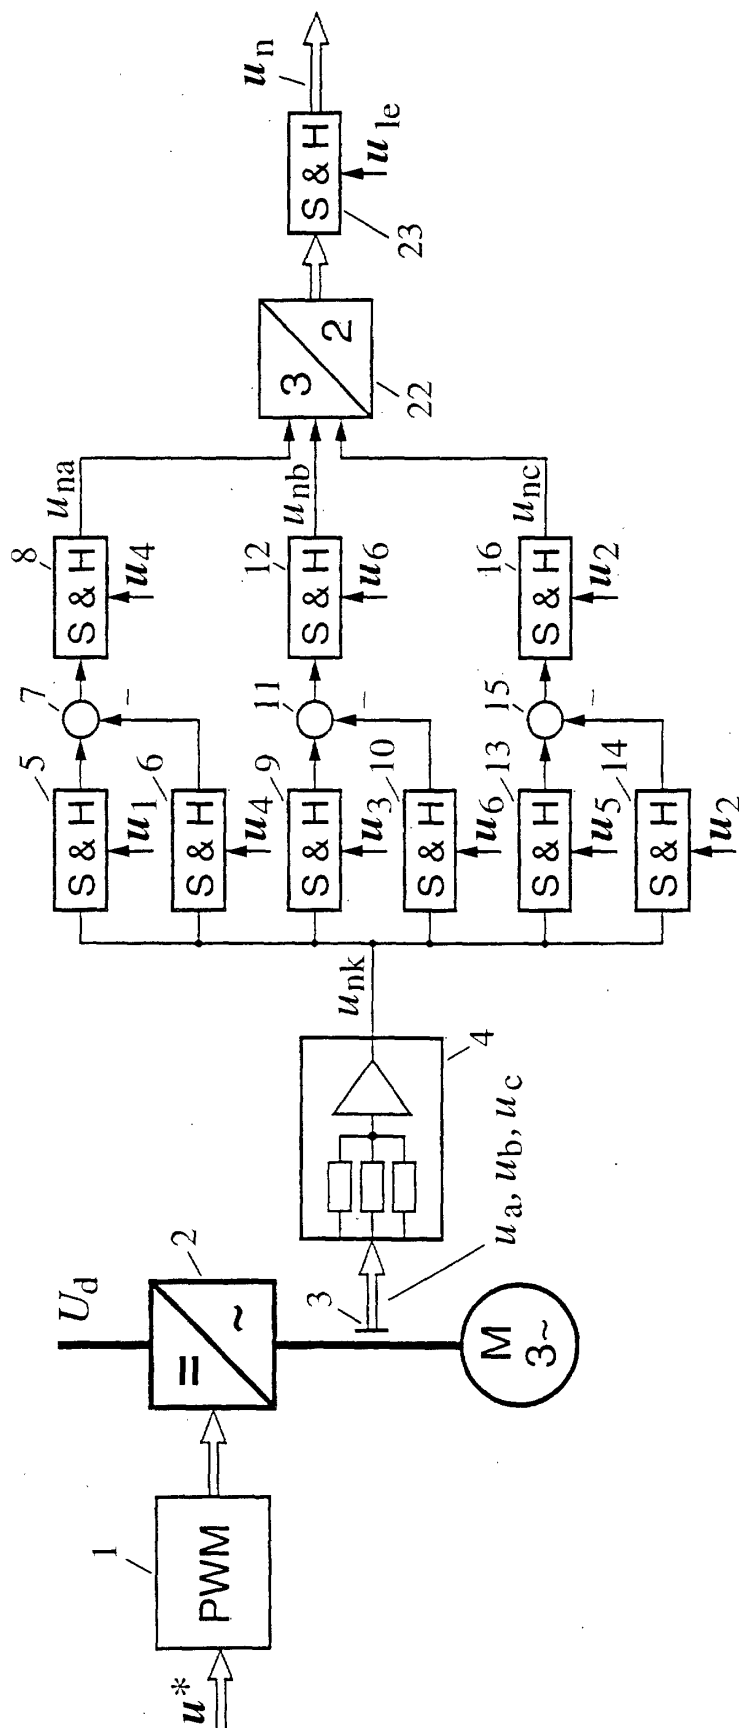 u*
PWM
1
=
~
2
U_d
M
3~
3
u_a, u_b, u_c
4
u_nk
S & H
5
u_1
S & H
6
u_4
S & H
9
u_3
S & H
10
u_6
S & H
13
u_5
S & H
14
u_2
7
–
11
–
15
–
S & H
8
u_4
S & H
12
u_6
S & H
16
u_2
u_na
u_nb
u_nc
3
2
22
S & H
23
u_1e
u_n